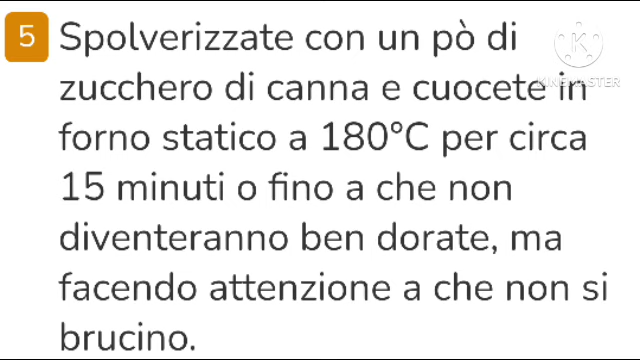 5 Spolverizzate con un pò di
zucchero di canna e cuocete in
KINEMASTER
forno statico a 180°C per circa
15 minuti o fino a che non
diventeranno ben dorate, ma
facendo attenzione a che non si
brucino.